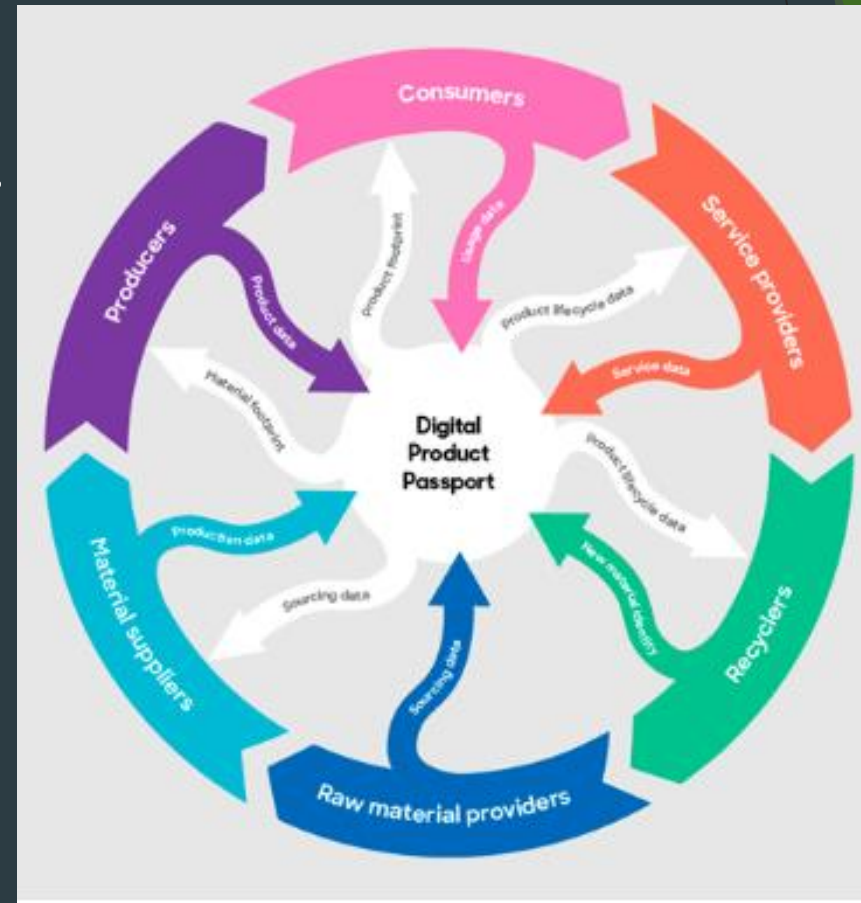 Consumers
Service providers
Recyclers
Raw material providers
Material suppliers
Producers
Product footprint
Usage data
Product lifecycle data
Service data
Product lifecycle data
New material identity
Sourcing data
Sourcing data
Production data
Material footprint
Product data
Digital
Product
Passport